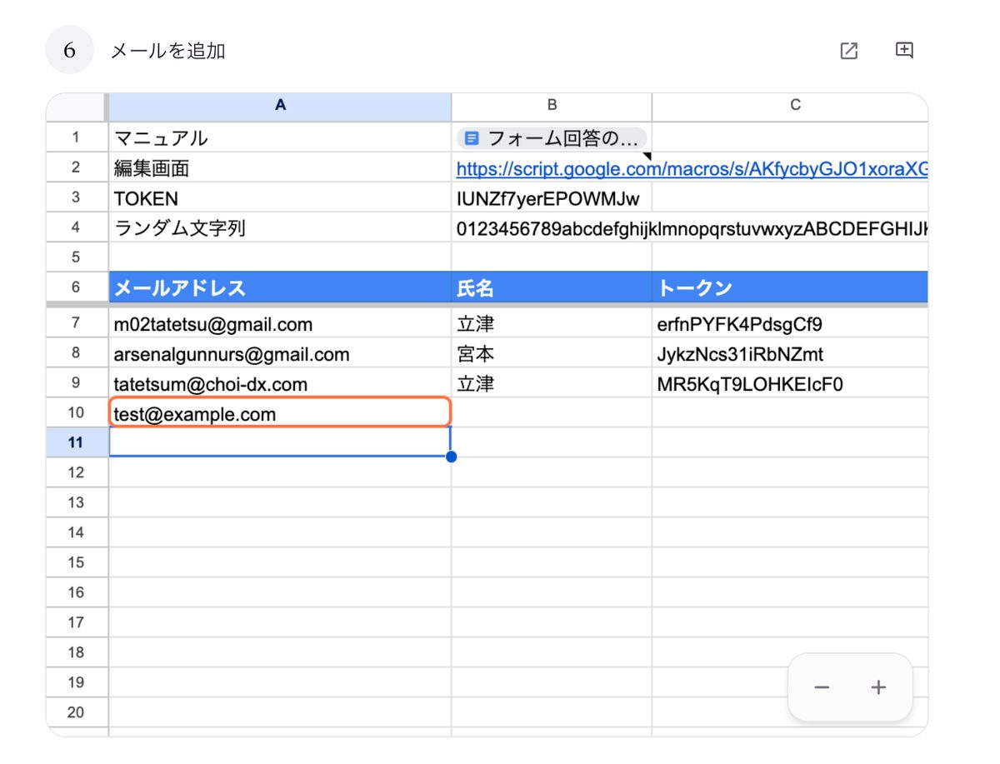 6 メールを追加
A B C
1 マニュアル フォーム回答の...
2 編集画面 https://script.google.com/macros/s/AKfycbyGJO1xoraXG
3 TOKEN IUNZf7yerEPOWMJw
4 ランダム文字列 0123456789abcdefghijklmnopqrstuvwxyzABCDEFGHIJK
5
6 メールアドレス 氏名 トークン
7 m02tatetsu@gmail.com 立津 erfnPYFK4PdsgCf9
8 arsenalgunnurs@gmail.com 宮本 JykzNcs31iRbNZmt
9 tatetsum@choi-dx.com 立津 MR5KqT9LOHKEIcF0
10 test@example.com
11
12
13
14
15
16
17
18
19
20